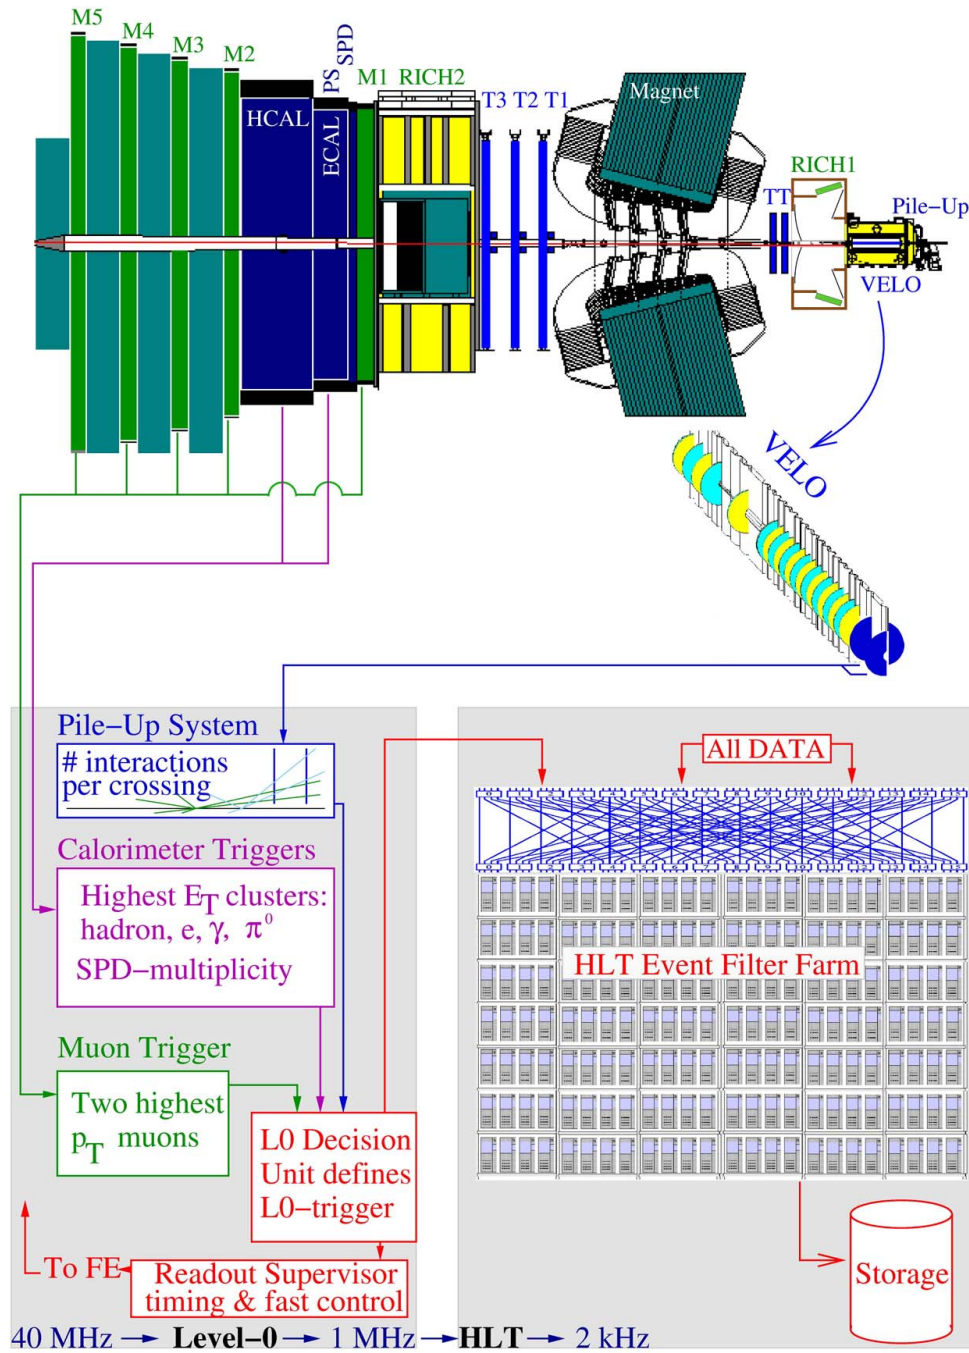 M5
M4
M3
M2
PS
SPD
M1
RICH2
T3
T2
T1
Magnet
RICH1
TT
Pile-Up
VELO
HCAL
ECAL
VELO
Pile-Up System
# interactions
per crossing
Calorimeter Triggers
Highest ET clusters:
hadron, e, γ, π⁰
SPD-multiplicity
Muon Trigger
Two highest
pT muons
L0 Decision
Unit defines
L0-trigger
To FE
Readout Supervisor
timing & fast control
All DATA
HLT Event Filter Farm
Storage
40 MHz → Level-0 → 1 MHz → HLT → 2 kHz